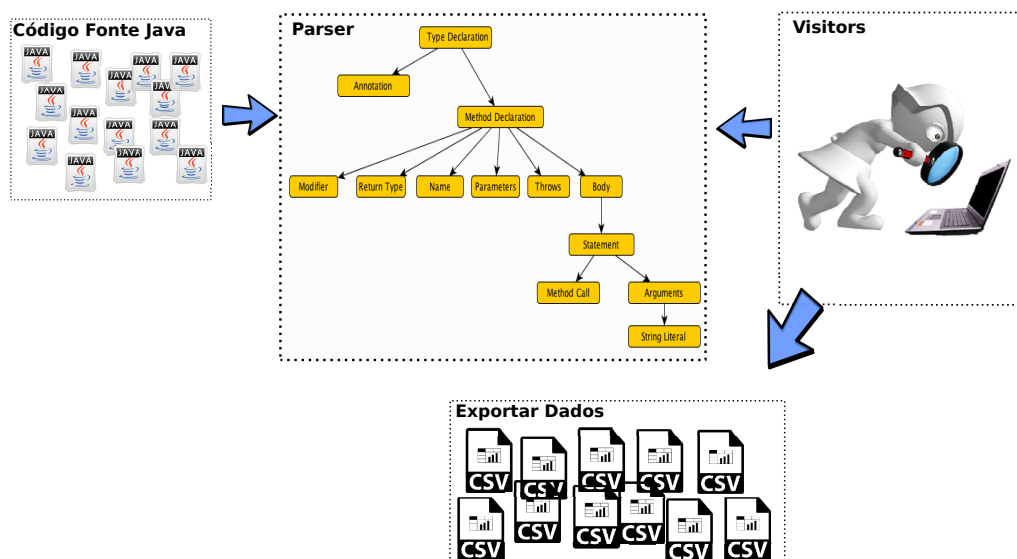 Código Fonte Java
JAVA
JAVA
JAVA
JAVA
JAVA
JAVA
JAVA
JAVA
JAVA
JAVA
JAVA
JAVA
JAVA
JAVA
Parser
Type Declaration
Annotation
Method Declaration
Modifier
Return Type
Name
Parameters
Throws
Body
Statement
Method Call
Arguments
String Literal
Visitors
Exportar Dados
CSV
CSV
CSV
CSV
CSV
CSV
CSV
CSV
CSV
CSV
CSV